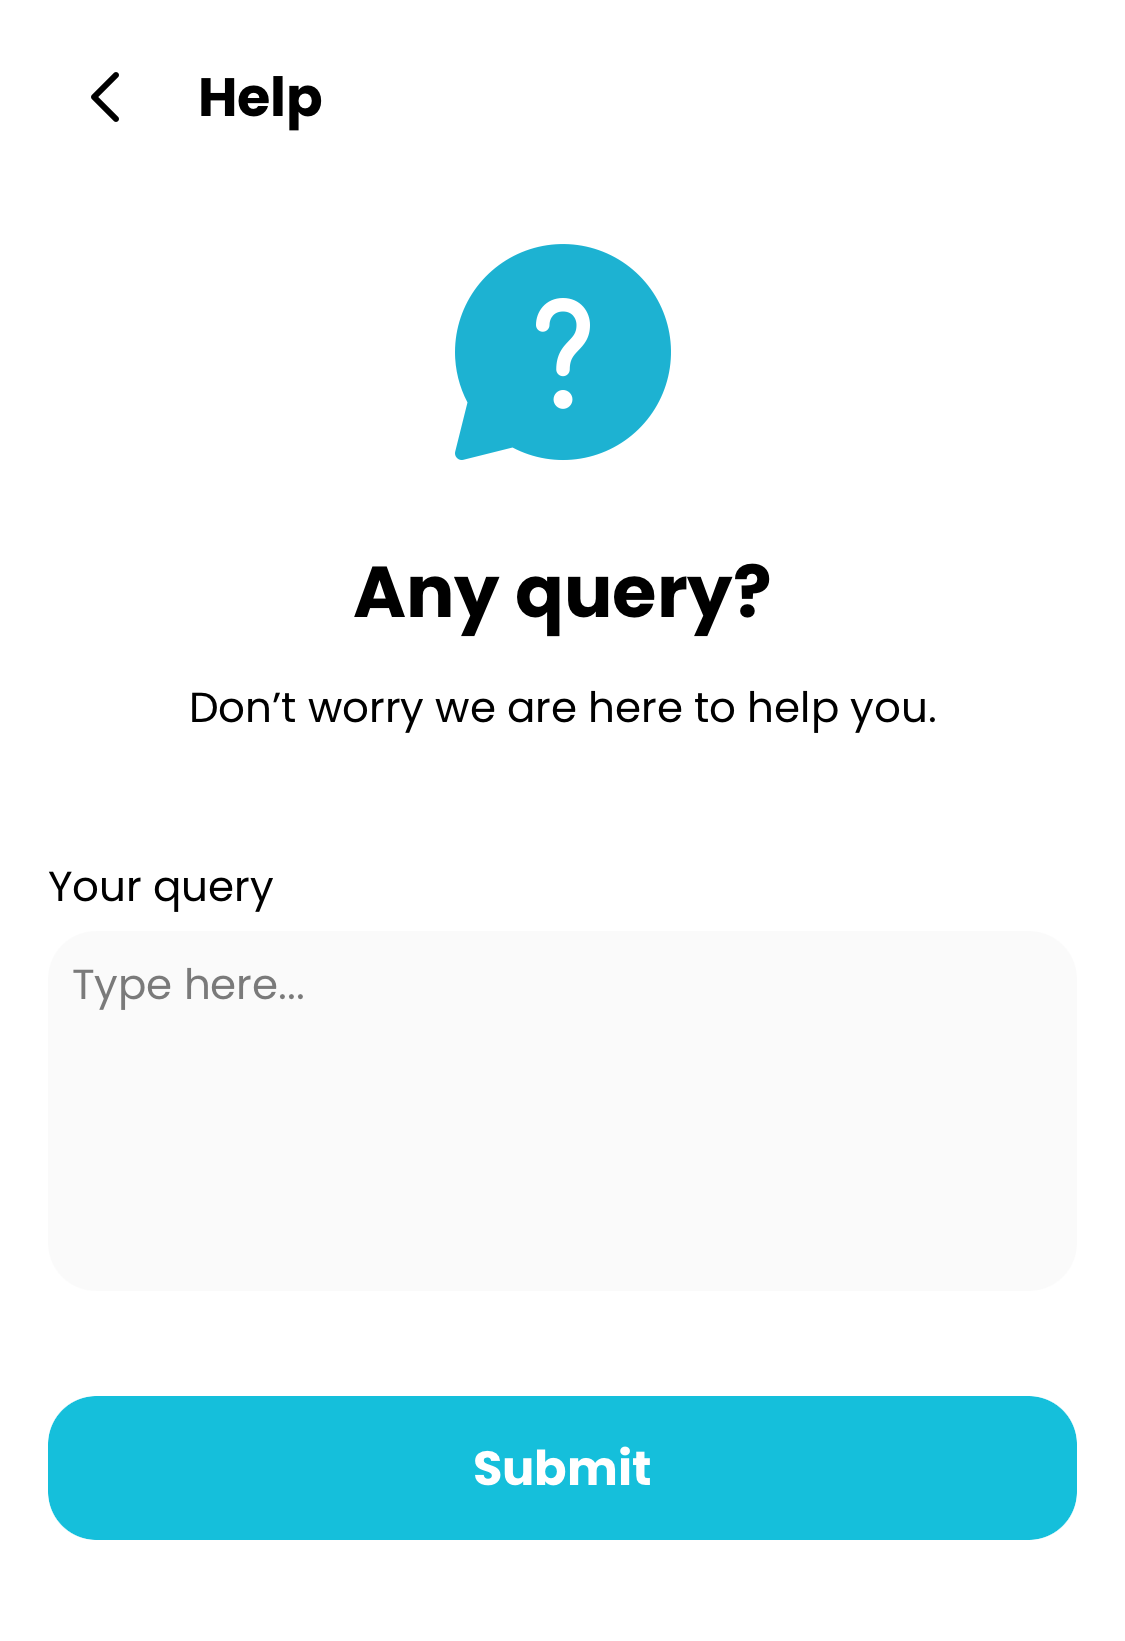 Help
?
Any query?
Don’t worry we are here to help you.
Your query
Type here...
Submit